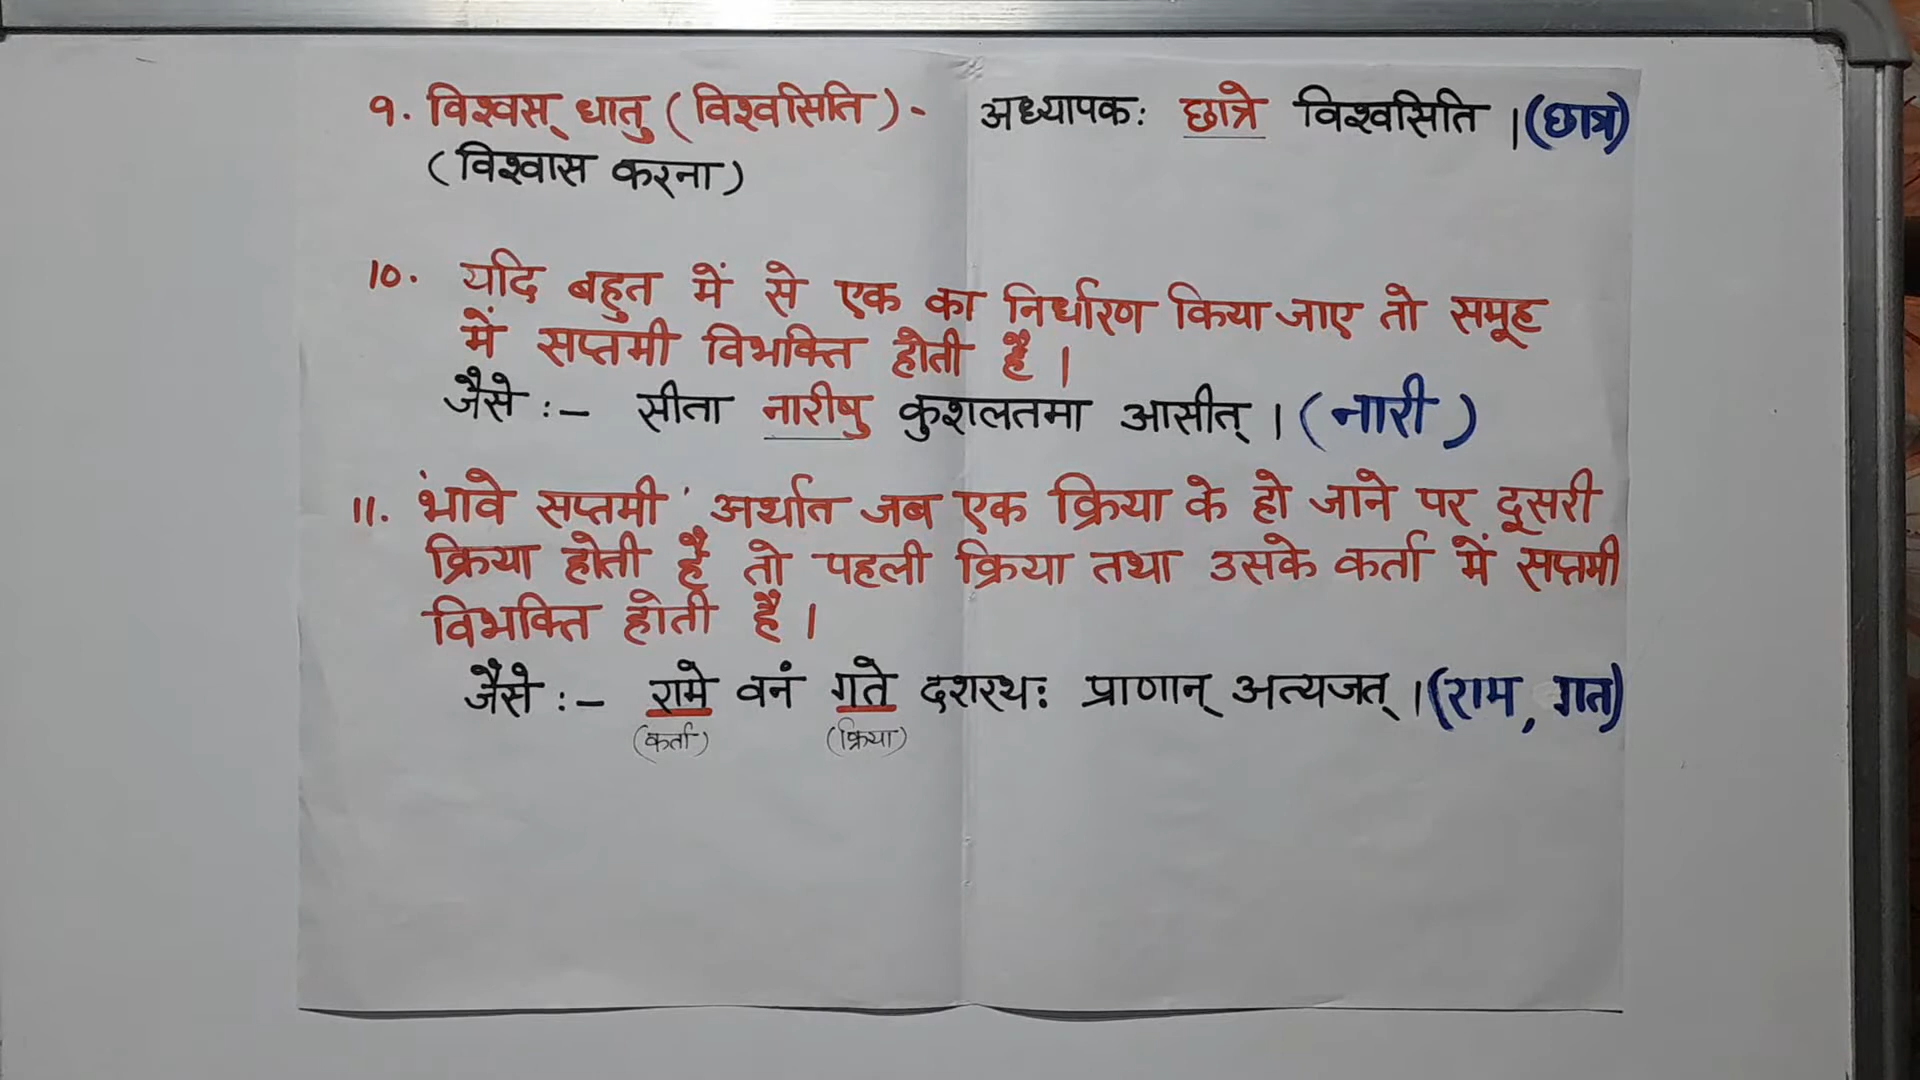 ९. विश्वस् धातु (विश्वसिति) - अध्यापकः छात्रे विश्वसिति । (छात्र)
(विश्वास करना)
10. यदि बहुत में से एक का निर्धारण किया जाए तो समूह
में सप्तमी विभक्ति होती है ।
जैसे :- सीता नारीषु कुशलतमा आसीत् । (नारी)
11. 'भावे सप्तमी' अर्थात जब एक क्रिया के हो जाने पर दूसरी
क्रिया होती है तो पहली क्रिया तथा उसके कर्ता में सप्तमी
विभक्ति होती है ।
जैसे :- रामे वनं गते दशरथः प्राणान् अत्यजत् । (राम, गत)
(कर्ता) (क्रिया)